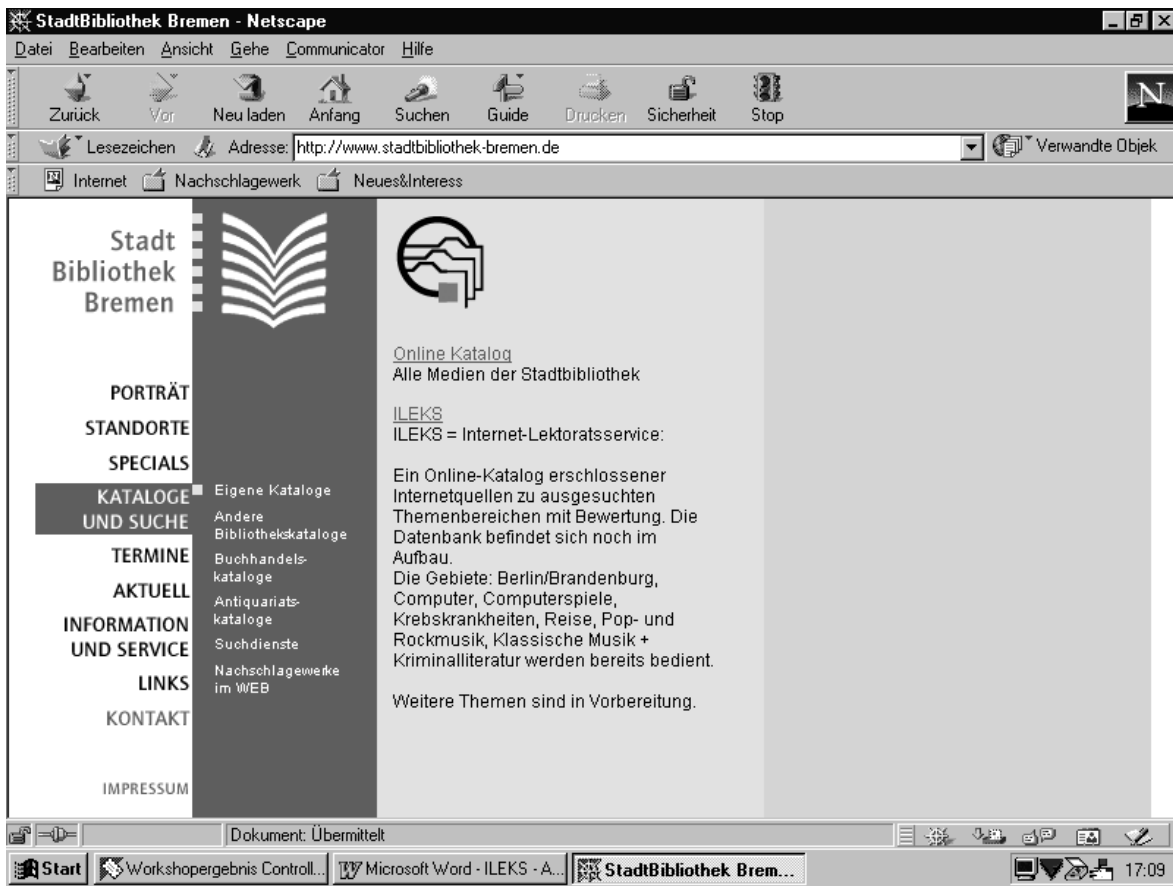 StadtBibliothek Bremen - Netscape
Datei Bearbeiten Ansicht Gehe Communicator Hilfe
Zurück Vor Neu laden Anfang Suchen Guide Drucken Sicherheit Stop
N
Lesezeichen Adresse: http://www.stadtbibliothek-bremen.de Verwandte Objek
Internet Nachschlagewerk Neues&Interess
Stadt
Bibliothek
Bremen
PORTRÄT
STANDORTE
SPECIALS
KATALOGE
UND SUCHE
TERMINE
AKTUELL
INFORMATION
UND SERVICE
LINKS
KONTAKT
IMPRESSUM
Eigene Kataloge
Andere
Bibliothekskataloge
Buchhandels-
kataloge
Antiquariats-
kataloge
Suchdienste
Nachschlagewerke
im WEB
Online Katalog
Alle Medien der Stadtbibliothek
ILEKS
ILEKS = Internet-Lektoratsservice:
Ein Online-Katalog erschlossener
Internetquellen zu ausgesuchten
Themenbereichen mit Bewertung. Die
Datenbank befindet sich noch im
Aufbau.
Die Gebiete: Berlin/Brandenburg,
Computer, Computerspiele,
Krebskrankheiten, Reise, Pop- und
Rockmusik, Klassische Musik +
Kriminalliteratur werden bereits bedient.
Weitere Themen sind in Vorbereitung.
Dokument: Übermittelt
Start Workshopergebnis Controll... Microsoft Word - ILEKS - A... StadtBibliothek Brem... 17:09